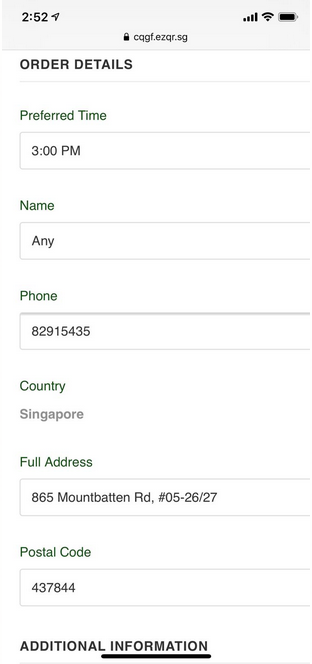 2:52
cqgf.ezqr.sg
ORDER DETAILS
Preferred Time
3:00 PM
Name
Any
Phone
82915435
Country
Singapore
Full Address
865 Mountbatten Rd, #05-26/27
Postal Code
437844
ADDITIONAL INFORMATION